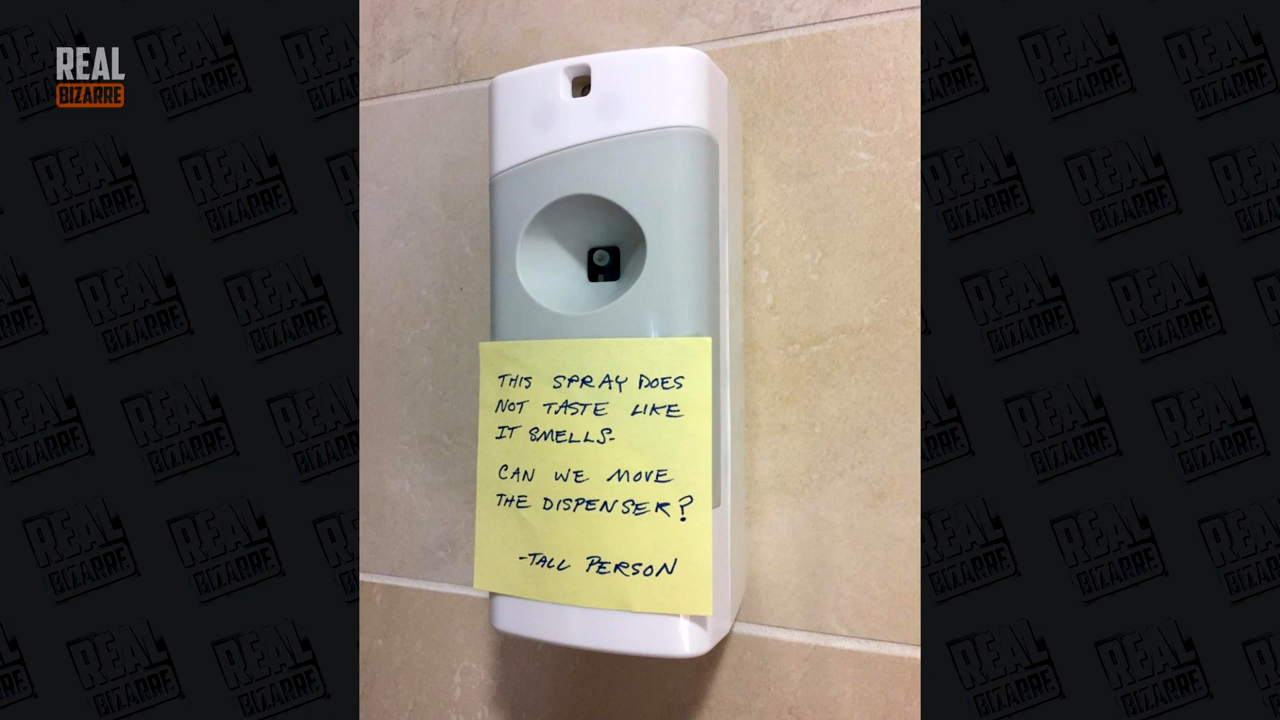 REAL
BIZARRE
THIS SPRAY DOES
NOT TASTE LIKE
IT SMELLS.
CAN WE MOVE
THE DISPENSER?
-TALL PERSON